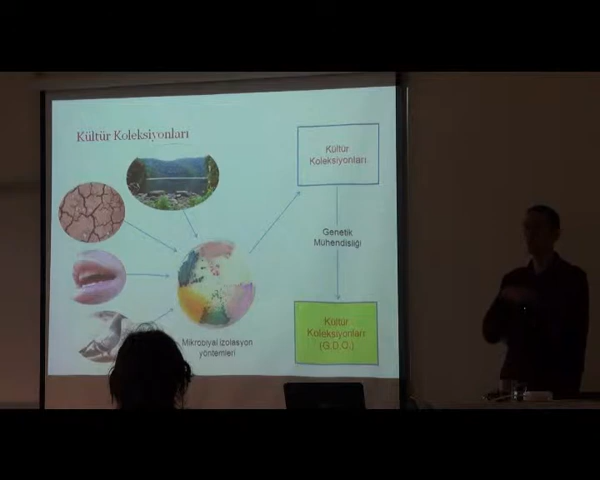 Kültür Koleksiyonları
Kültür
Koleksiyonları
Genetik
Mühendisliği
Kültür
Koleksiyonları
(G.D.O.)
Mikrobiyal izolasyon
yöntemleri